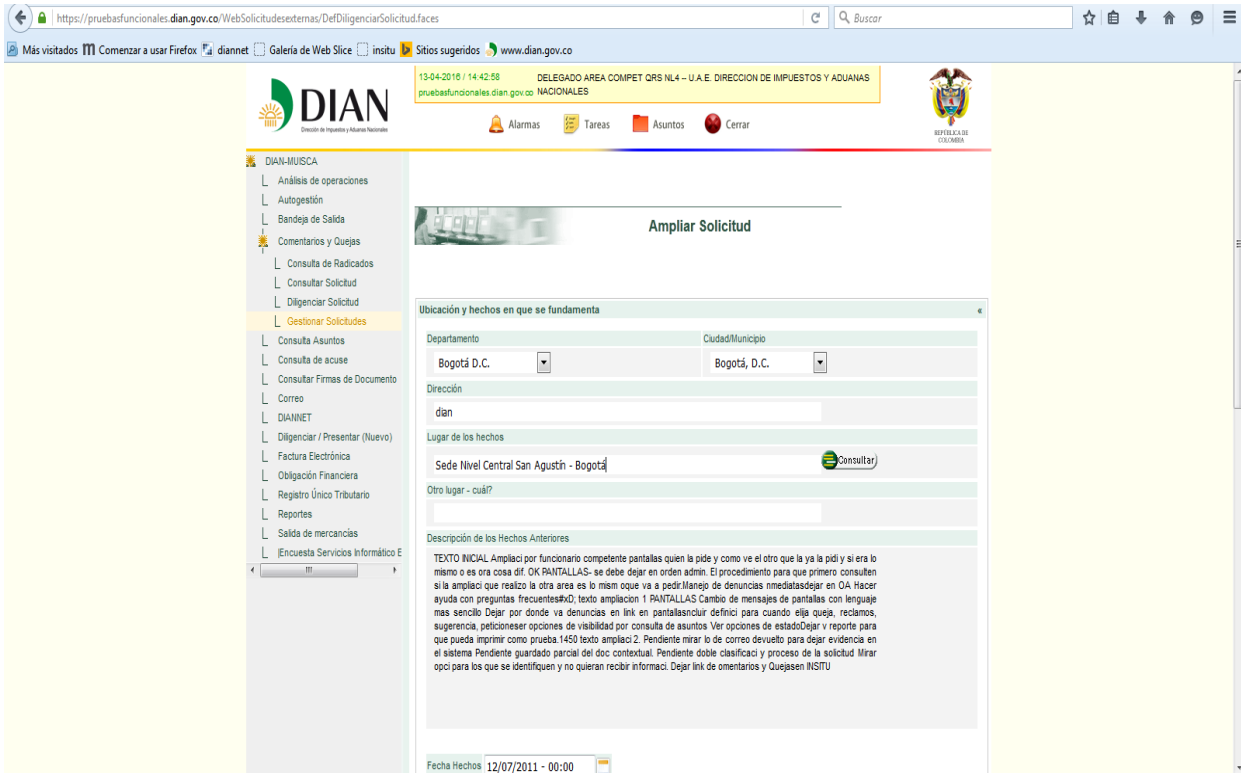 https://pruebasfuncionales.dian.gov.co/WebSolicitudesexternas/DefDiligenciarSolicitud.faces
Buscar
Más visitados Comenzar a usar Firefox diannet Galería de Web Slice insitu Sitios sugeridos www.dian.gov.co
DIAN
Dirección de Impuestos y Aduanas Nacionales
13-04-2016 / 14:42:58 DELEGADO AREA COMPET QRS NL4 – U.A.E. DIRECCION DE IMPUESTOS Y ADUANAS
pruebasfuncionales.dian.gov.co NACIONALES
Alarmas Tareas Asuntos Cerrar
REPÚBLICA DE
COLOMBIA
DIAN-MUISCA
Análisis de operaciones
Autogestión
Bandeja de Salida
Comentarios y Quejas
Consulta de Radicados
Consultar Solicitud
Diligenciar Solicitud
Gestionar Solicitudes
Consulta Asuntos
Consulta de acuse
Consultar Firmas de Documento
Correo
DIANNET
Diligenciar / Presentar (Nuevo)
Factura Electrónica
Obligación Financiera
Registro Único Tributario
Reportes
Salida de mercancías
|Encuesta Servicios Informático E
Ampliar Solicitud
Ubicación y hechos en que se fundamenta «
Departamento Ciudad/Municipio
Bogotá D.C. Bogotá, D.C.
Dirección
dian
Lugar de los hechos
Sede Nivel Central San Agustín - Bogotá Consultar
Otro lugar - cuál?
Descripción de los Hechos Anteriores
TEXTO INICIAL Ampliaci por funcionario competente pantallas quien la pide y como ve el otro que la ya la pidi y si era lo
mismo o es ora cosa dif. OK PANTALLAS- se debe dejar en orden admin. El procedimiento para que primero consulten
si la ampliaci que realizo la otra area es lo mism oque va a pedir.Manejo de denuncias nmediatasdejar en OA Hacer
ayuda con preguntas frecuentes#xD; texto ampliacion 1 PANTALLAS Cambio de mensajes de pantallas con lenguaje
mas sencillo Dejar por donde va denuncias en link en pantallasncluir definici para cuando elija queja, reclamos,
sugerencia, peticioneser opciones de visibilidad por consulta de asuntos Ver opciones de estadoDejar v reporte para
que pueda imprimir como prueba.1450 texto ampliaci 2. Pendiente mirar lo de correo devuelto para dejar evidencia en
el sistema Pendiente guardado parcial del doc contextual. Pendiente doble clasificaci y proceso de la solicitud Mirar
opci para los que se identifiquen y no quieran recibir informaci. Dejar link de omentarios y Quejasen INSITU
Fecha Hechos 12/07/2011 - 00:00